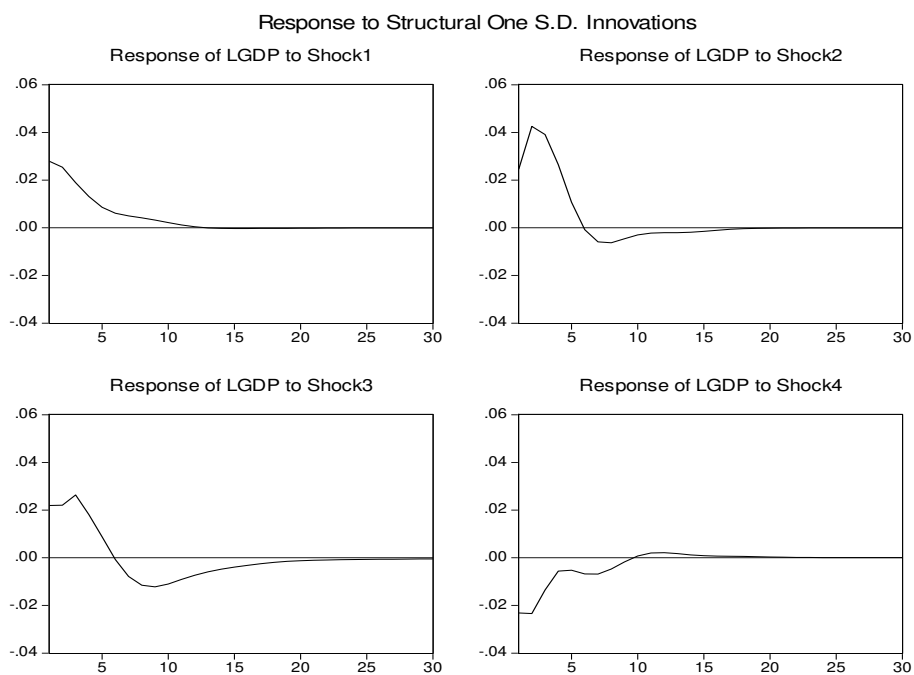 Response to Structural One S.D. Innovations
Response of LGDP to Shock1
.06
.04
.02
.00
-.02
-.04
5 10 15 20 25 30
Response of LGDP to Shock2
.06
.04
.02
.00
-.02
-.04
5 10 15 20 25 30
Response of LGDP to Shock3
.06
.04
.02
.00
-.02
-.04
5 10 15 20 25 30
Response of LGDP to Shock4
.06
.04
.02
.00
-.02
-.04
5 10 15 20 25 30